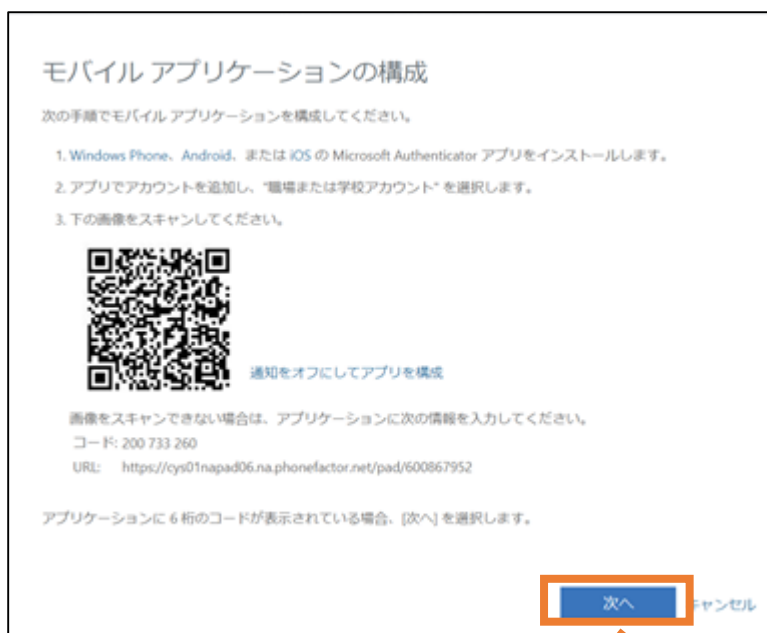 モバイル アプリケーションの構成
次の手順でモバイル アプリケーションを構成してください。
1. Windows Phone、Android、または iOS の Microsoft Authenticator アプリをインストールします。
2. アプリでアカウントを追加し、"職場または学校アカウント" を選択します。
3. 下の画像をスキャンしてください。
通知をオフにしてアプリを構成
画像をスキャンできない場合は、アプリケーションに次の情報を入力してください。
コード: 200 733 260
URL: https://cys01napad06.na.phonefactor.net/pad/600867952
アプリケーションに 6 桁のコードが表示されている場合、[次へ] を選択します。
次へ
キャンセル